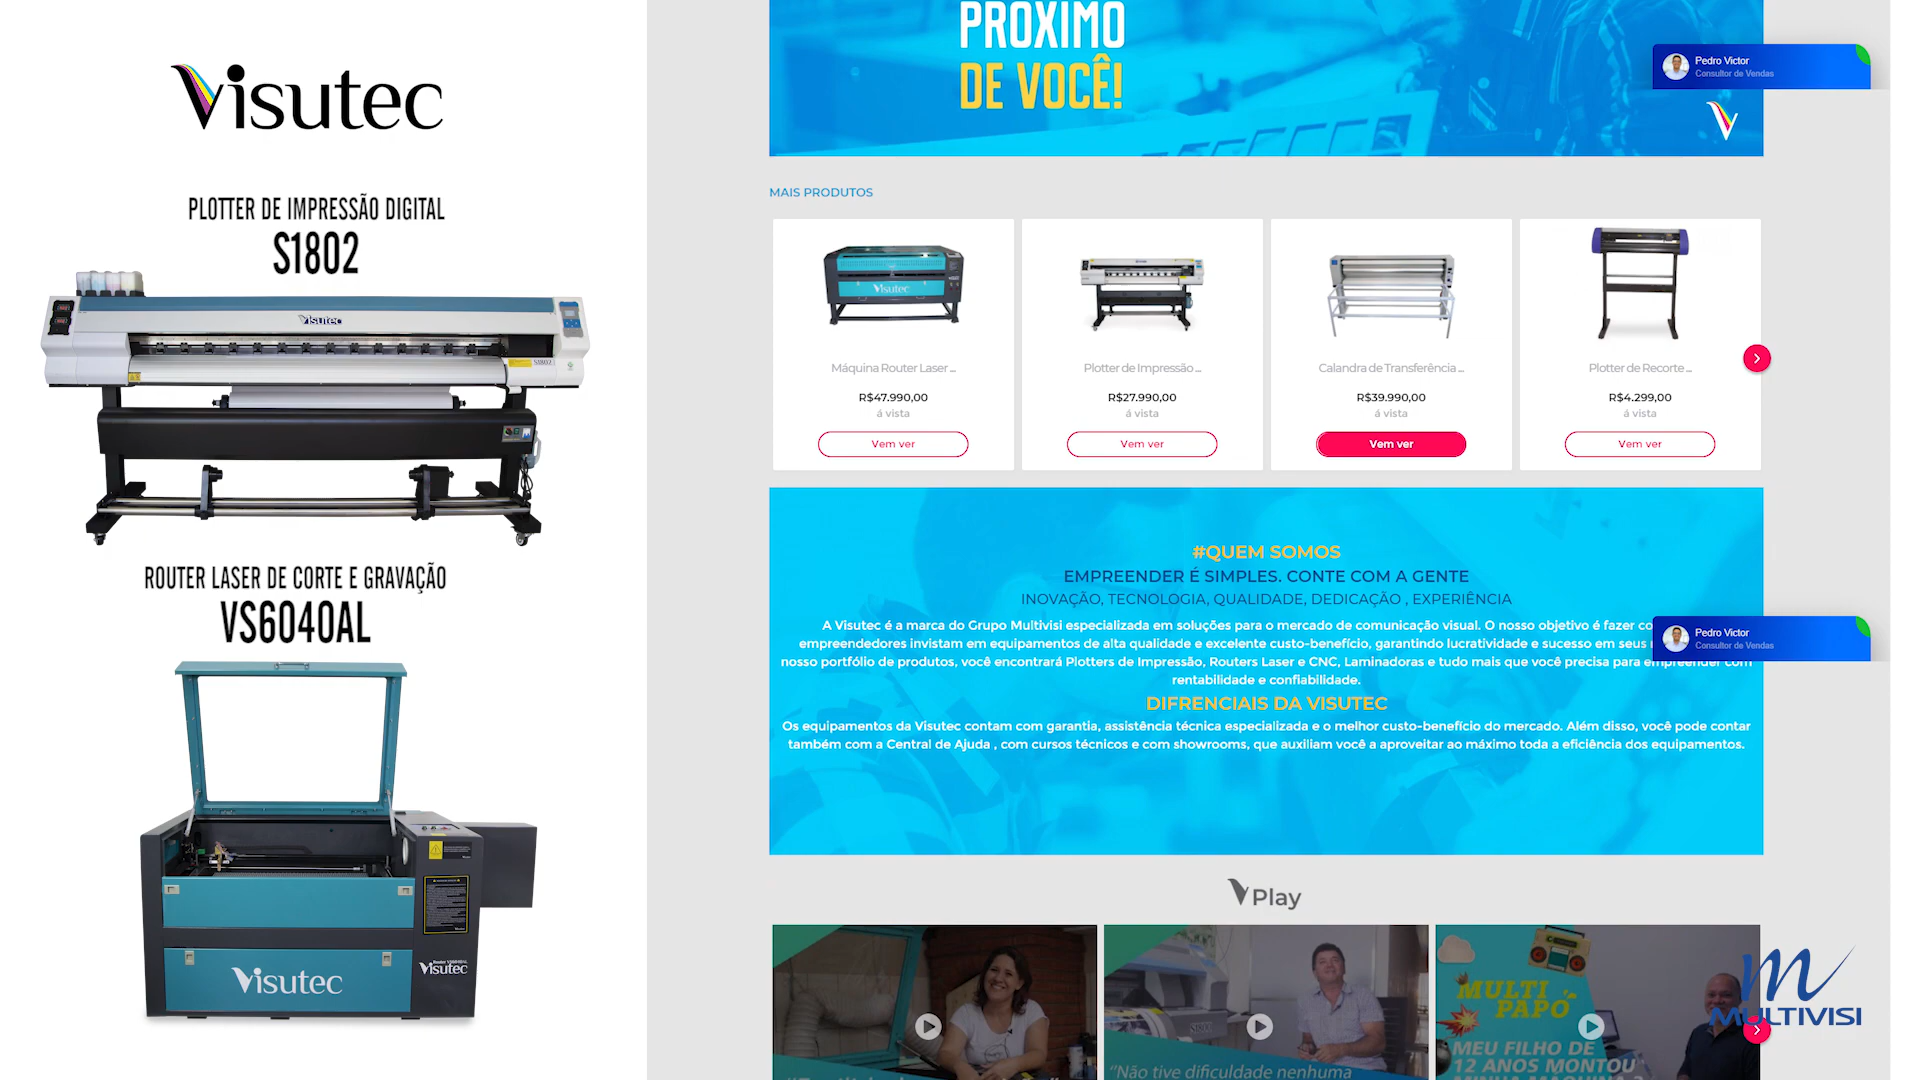 Visutec
PLOTTER DE IMPRESSÃO DIGITAL
S1802
Visutec
S1802
ROUTER LASER DE CORTE E GRAVAÇÃO
VS6040AL
Visutec
Visutec
PRÓXIMO
DE VOCÊ!
Pedro Victor
Consultor de Vendas
MAIS PRODUTOS
Visutec
Máquina Router Laser ...
R$47.990,00
á vista
Vem ver
Plotter de Impressão ...
R$27.990,00
á vista
Vem ver
Calandra de Transferência ...
R$39.990,00
á vista
Vem ver
Plotter de Recorte ...
R$4.299,00
á vista
Vem ver
#QUEM SOMOS
EMPREENDER É SIMPLES. CONTE COM A GENTE
INOVAÇÃO, TECNOLOGIA, QUALIDADE, DEDICAÇÃO , EXPERIÊNCIA
A Visutec é a marca do Grupo Multivisi especializada em soluções para o mercado de comunicação visual. O nosso objetivo é fazer
empreendedores invistam em equipamentos de alta qualidade e excelente custo-benefício, garantindo lucratividade e sucesso em seus
nosso portfólio de produtos, você encontrará Plotters de Impressão, Routers Laser e CNC, Laminadoras e tudo mais que você precisa para empreender com
rentabilidade e confiabilidade.
Pedro Victor
Consultor de Vendas
DIFRENCIAIS DA VISUTEC
Os equipamentos da Visutec contam com garantia, assistência técnica especializada e o melhor custo-benefício do mercado. Além disso, você pode contar
também com a Central de Ajuda , com cursos técnicos e com showrooms, que auxiliam você a aproveitar ao máximo toda a eficiência dos equipamentos.
VPlay
S1802
"Não tive dificuldade nenhuma
MULTI
PAPO
MEU FILHO DE
12 ANOS MONTOU
MULTIVISI